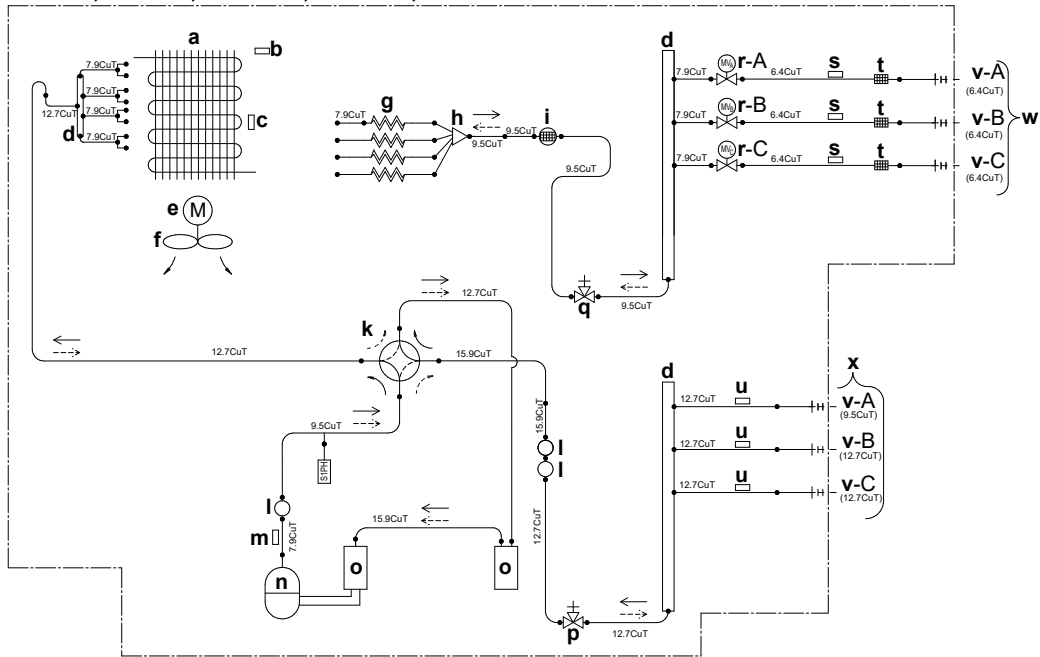 a
b
7.9CuT
7.9CuT
7.9CuT
7.9CuT
12.7CuT
d
c
e
M
f
7.9CuT
g
h
i
9.5CuT
9.5CuT
9.5CuT
d
7.9CuT
MVA
r-A
6.4CuT
s
t
v-A
(6.4CuT)
7.9CuT
MVB
r-B
6.4CuT
s
t
v-B
(6.4CuT)
w
7.9CuT
MVC
r-C
6.4CuT
s
t
v-C
(6.4CuT)
q
9.5CuT
12.7CuT
k
12.7CuT
15.9CuT
9.5CuT
S1PH
l
m
7.9CuT
n
15.9CuT
o
o
15.9CuT
l
l
12.7CuT
p
12.7CuT
d
x
12.7CuT
u
v-A
(9.5CuT)
12.7CuT
u
v-B
(12.7CuT)
12.7CuT
u
v-C
(12.7CuT)